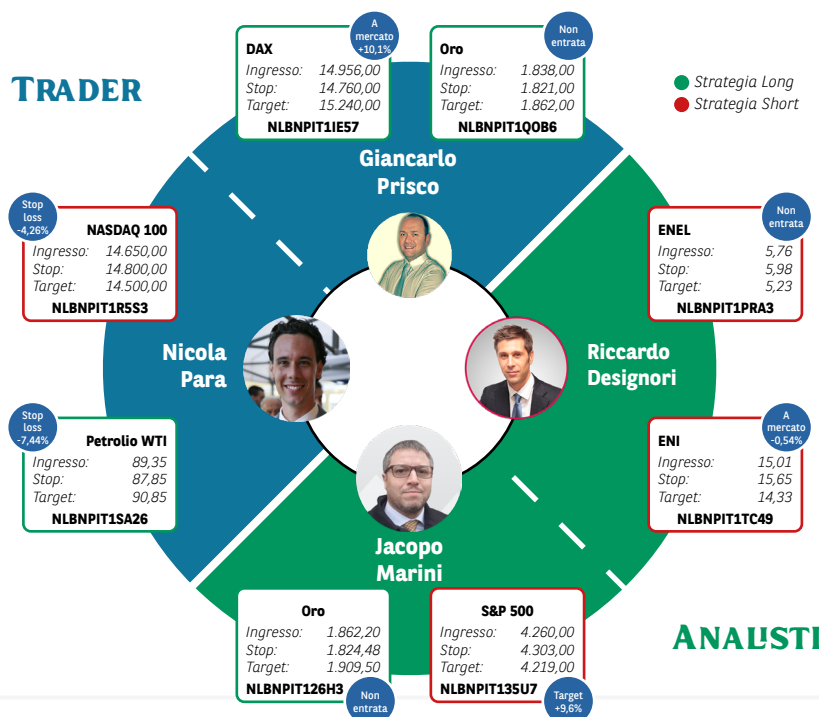 TRADER
A
mercato
+10,1%
DAX
Ingresso: 14.956,00
Stop: 14.760,00
Target: 15.240,00
NLBNPIT1IE57
Non
entrata
Oro
Ingresso: 1.838,00
Stop: 1.821,00
Target: 1.862,00
NLBNPIT1QOB6
Strategia Long
Strategia Short
Giancarlo
Prisco
Stop
loss
-4,26%
NASDAQ 100
Ingresso: 14.650,00
Stop: 14.800,00
Target: 14.500,00
NLBNPIT1R5S3
Non
entrata
ENEL
Ingresso: 5,76
Stop: 5,98
Target: 5,23
NLBNPIT1PRA3
Nicola
Para
Riccardo
Designori
Stop
loss
-7,44%
Petrolio WTI
Ingresso: 89,35
Stop: 87,85
Target: 90,85
NLBNPIT1SA26
A
mercato
-0,54%
ENI
Ingresso: 15,01
Stop: 15,65
Target: 14,33
NLBNPIT1TC49
Jacopo
Marini
Oro
Ingresso: 1.862,20
Stop: 1.824,48
Target: 1.909,50
NLBNPIT126H3
Non
entrata
S&P 500
Ingresso: 4.260,00
Stop: 4.303,00
Target: 4.219,00
NLBNPIT135U7
Target
+9,6%
ANALISTI